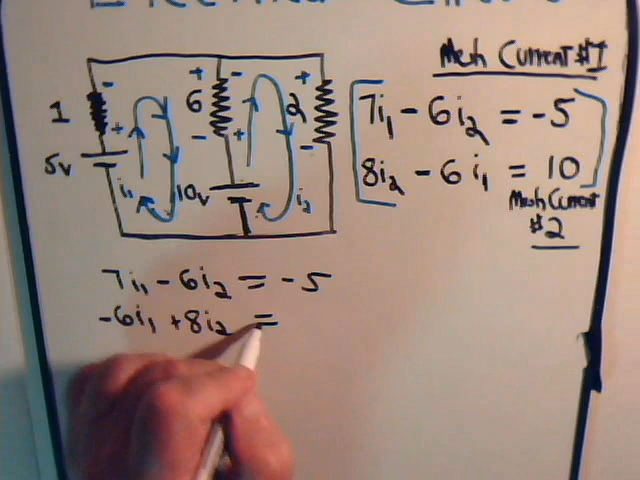 Mesh Current #1
7i1 - 6i2 = -5
8i2 - 6i1 = 10
Mesh Current
#2
1
5v
i1
+
-
6
+
-
-
+
10v
2
+
-
i2
7i1 - 6i2 = -5
-6i1 + 8i2 =